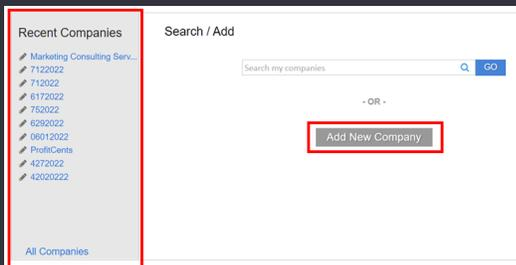 Recent Companies
Marketing Consulting Serv...
7122022
712022
6172022
752022
6292022
06012022
ProfitCents
4272022
42020222
All Companies
Search / Add
Search my companies
GO
- OR -
Add New Company